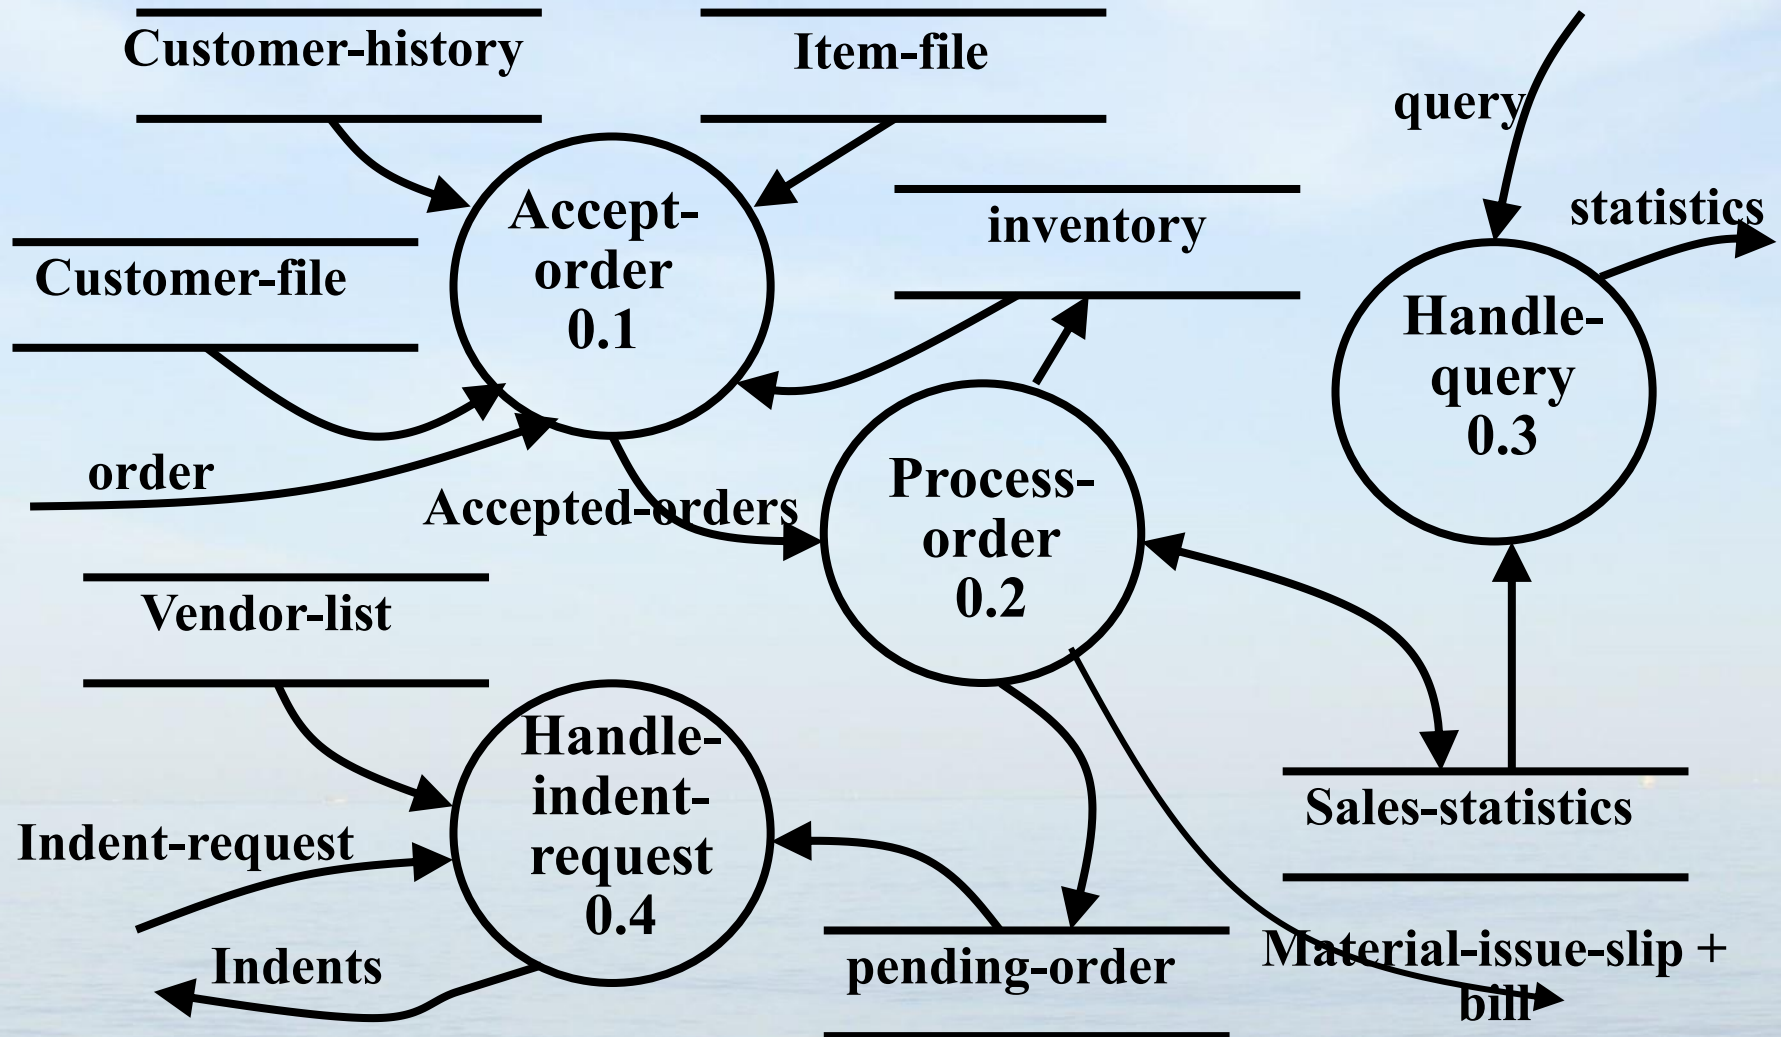 Customer-history
Item-file
query
statistics
Accept-
order
0.1
inventory
Customer-file
Handle-
query
0.3
order
Accepted-orders
Process-
order
0.2
Vendor-list
Handle-
indent-
request
0.4
Sales-statistics
Indent-request
Indents
pending-order
Material-issue-slip +
bill